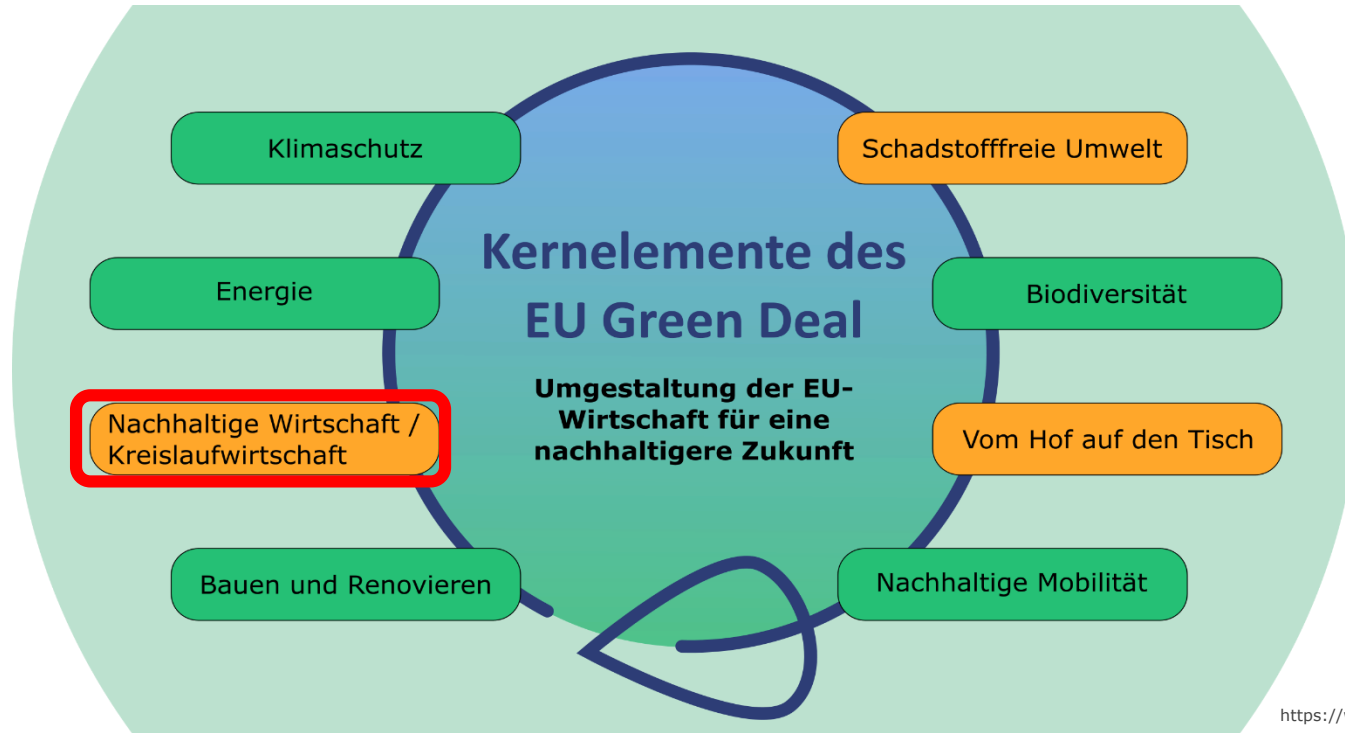 Klimaschutz
Schadstofffreie Umwelt
Kernelemente des
EU Green Deal
Energie
Biodiversität
Umgestaltung der EU-
Wirtschaft für eine
nachhaltigere Zukunft
Nachhaltige Wirtschaft /
Kreislaufwirtschaft
Vom Hof auf den Tisch
Bauen und Renovieren
Nachhaltige Mobilität
https://